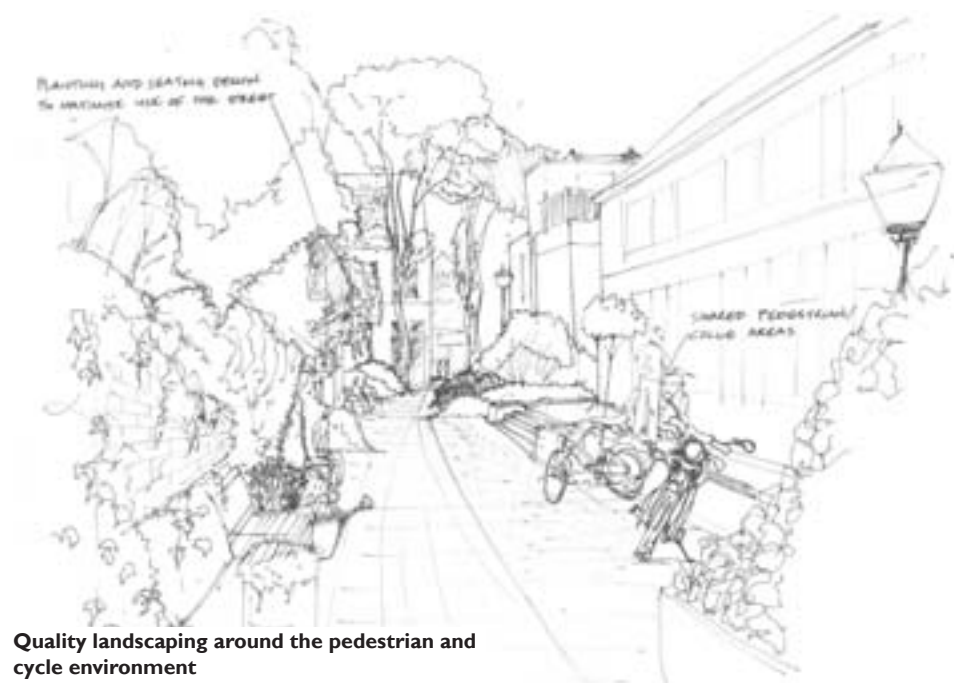 PLANTING AND SEATING DESIGN
TO MAXIMISE USE OF THE STREET
SHARED PEDESTRIAN/
CYCLE AREAS
Quality landscaping around the pedestrian and
cycle environment